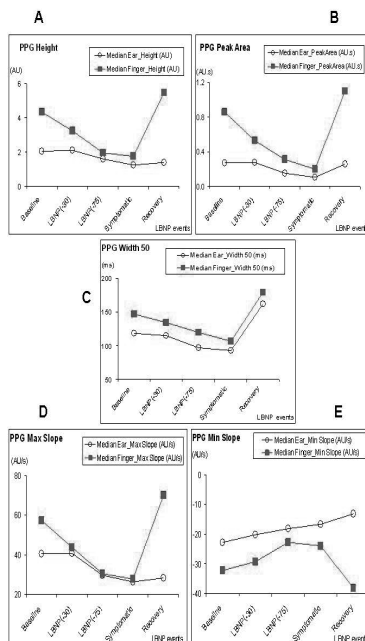 A
PPG Height
Median Ear_Height (AU)
Median Finger_Height (AU)
(AU)
6
4
2
0
Baseline
LBNP(-30)
LBNP(-75)
Symptomatic
Recovery
LBNP events
B
PPG Peak Area
Median Ear_PeakArea (AU.s)
Median Finger_PeakArea (AU.s)
(AU.s)
1.2
0.8
0.4
0.0
Baseline
LBNP(-30)
LBNP(-75)
Symptomatic
Recovery
LBNP events
C
PPG Width 50
Median Ear_Width 50 (ms)
Median Finger_Width 50 (ms)
(ms)
200
150
100
50
Baseline
LBNP(-30)
LBNP(-75)
Symptomatic
Recovery
LBNP events
D
PPG Max Slope
Median Ear_Max Slope (AU/s)
Median Finger_Max Slope (AU/s)
(AU/s)
80
60
40
20
Baseline
LBNP(-30)
LBNP(-75)
Symptomatic
Recovery
LBNP events
E
PPG Min Slope
Median Ear_Min Slope (AU/s)
Median Finger_Min Slope (AU/s)
(AU/s)
0
-10
-20
-30
-40
Baseline
LBNP(-30)
LBNP(-75)
Symptomatic
Recovery
LBNP events